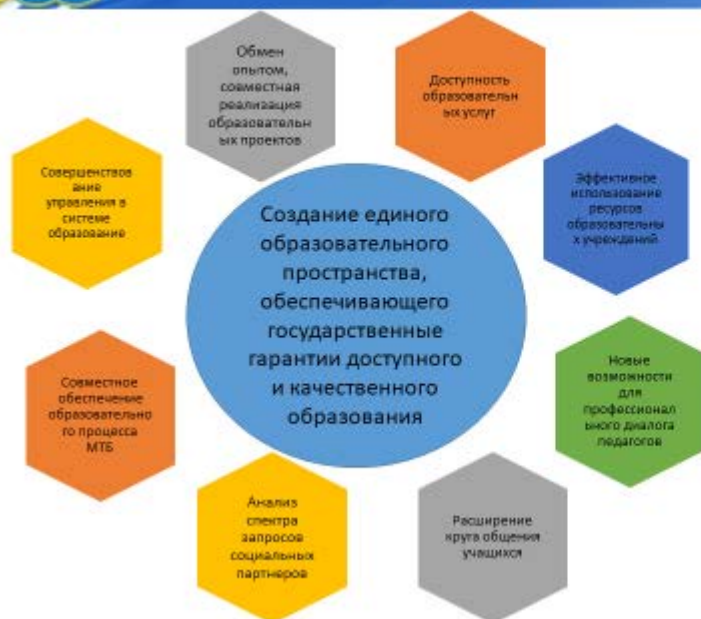 Обмен
опытом,
совместная
реализация
образовательн
ых проектов
Доступность
образовательн
ых услуг
Совершенствов
ание
управления в
системе
образование
Эффективное
использование
ресурсов
образовательны
х учреждений
Создание единого
образовательного
пространства,
обеспечивающего
государственные
гарантии доступного
и качественного
образования
Совместное
обеспечение
образовательно
го процесса
МТБ
Новые
возможности
для
профессионал
ьного диалога
педагогов
Анализ
спектра
запросов
социальных
партнеров
Расширение
круга общения
учащихся